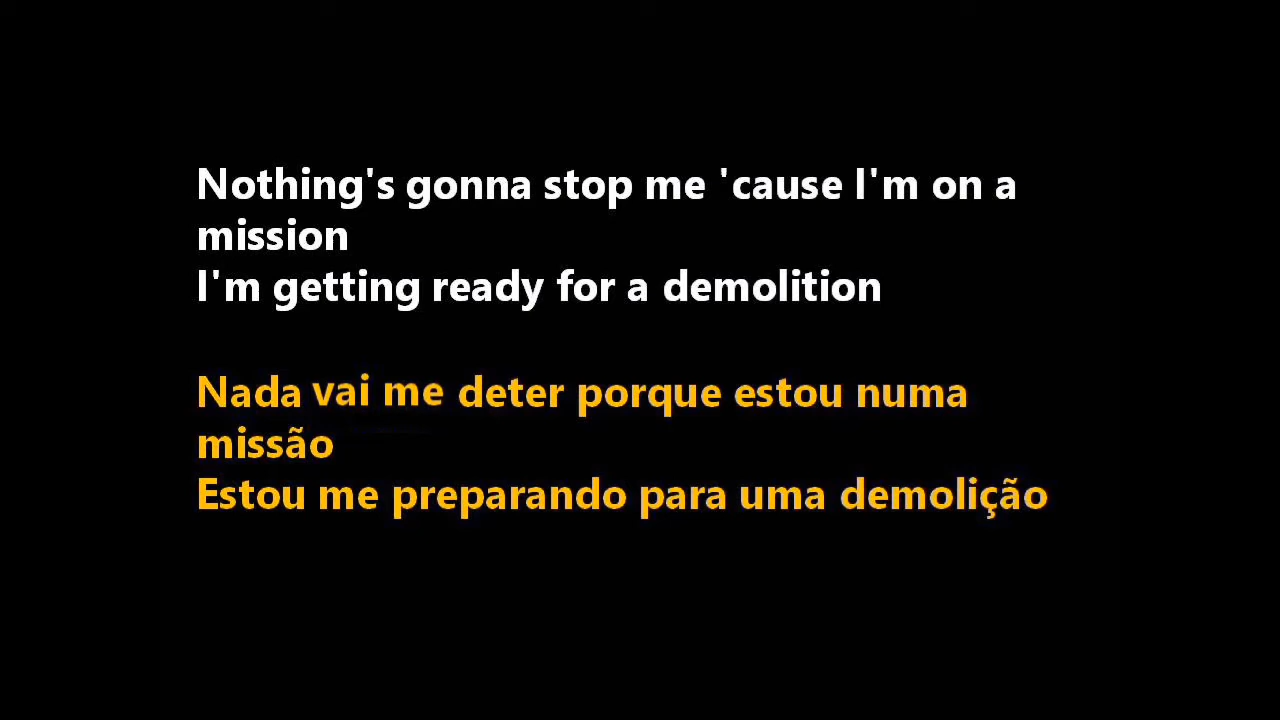 Nothing's gonna stop me 'cause I'm on a
mission
I'm getting ready for a demolition
Nada vai me deter porque estou numa
missão
Estou me preparando para uma demolição